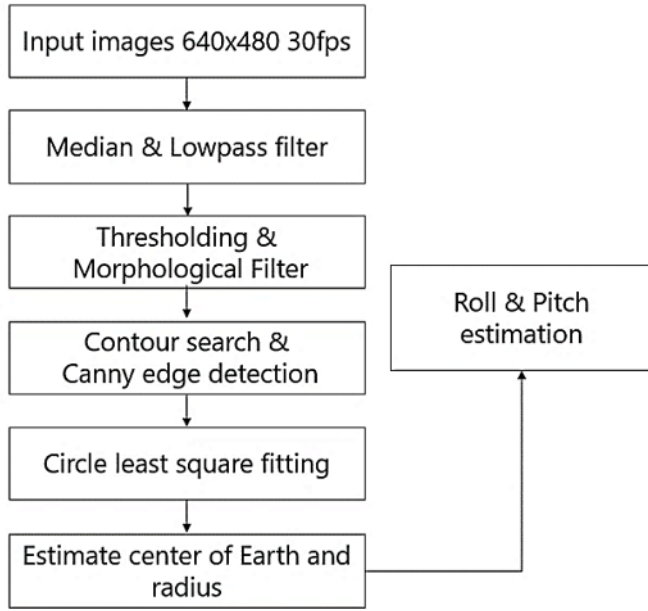 Input images 640x480 30fps
Median & Lowpass filter
Thresholding &
Morphological Filter
Contour search &
Canny edge detection
Circle least square fitting
Estimate center of Earth and
radius
Roll & Pitch
estimation